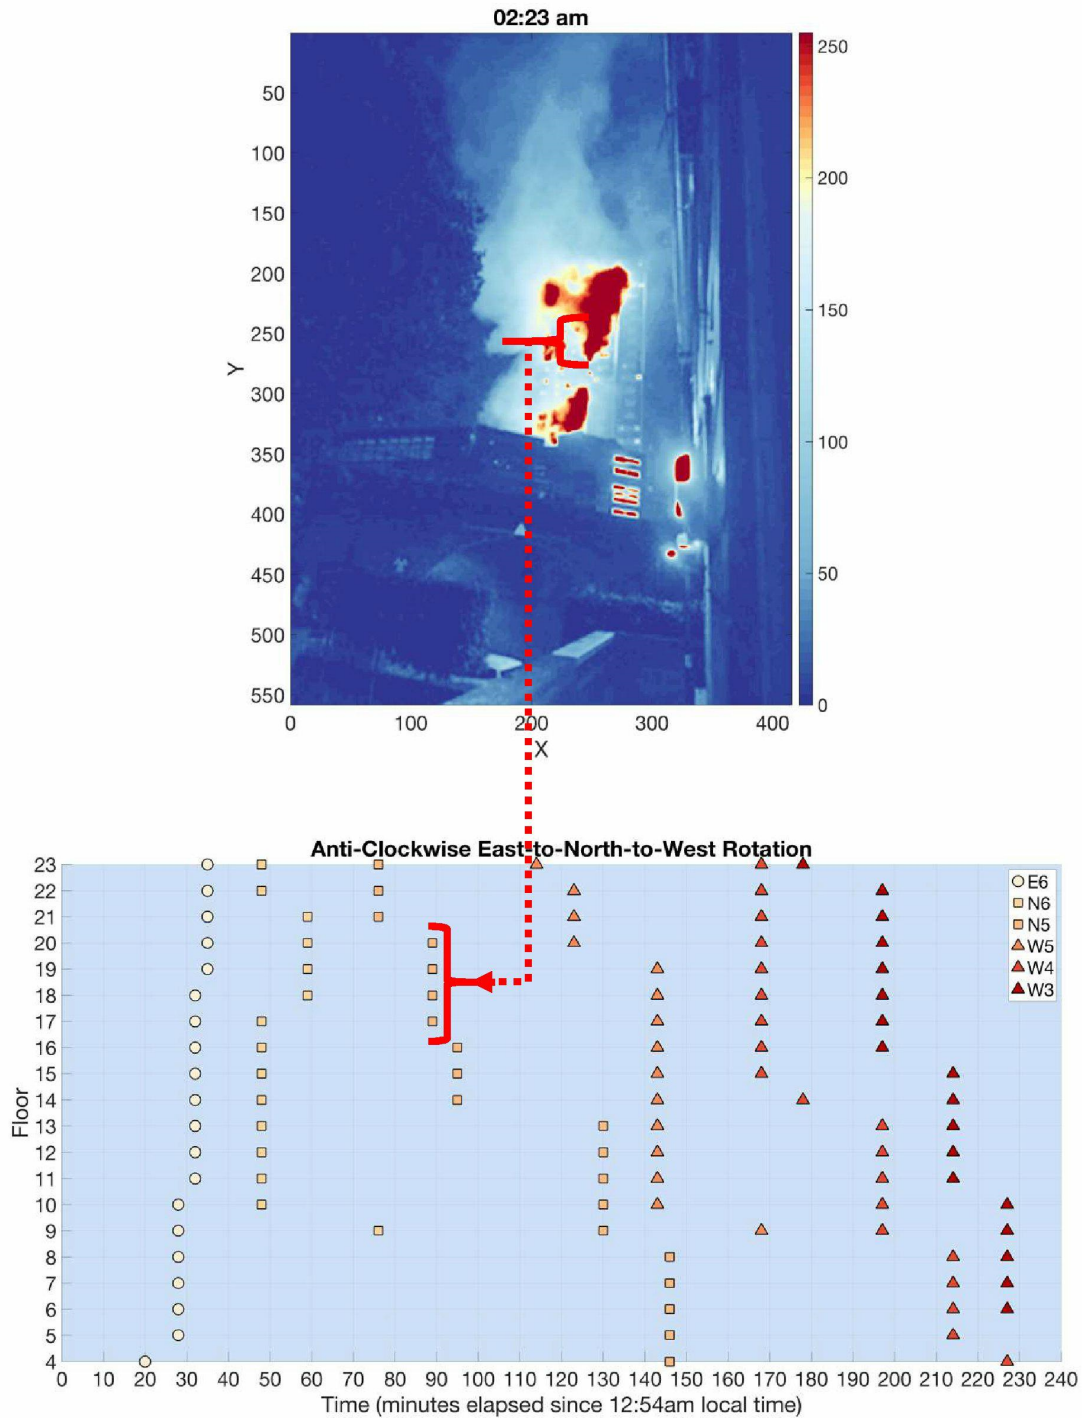 02:23 am
250
200
150
100
50
0
50
100
150
200
250
300
350
400
450
500
550
Y
0 100 200 300 400
X
Anti-Clockwise East-to-North-to-West Rotation
23
22
21
20
19
18
17
16
15
14
13
12
11
10
9
8
7
6
5
4
Floor
E6
N6
N5
W5
W4
W3
0 10 20 30 40 50 60 70 80 90 100 110 120 130 140 150 160 170 180 190 200 210 220 230 240
Time (minutes elapsed since 12:54am local time)